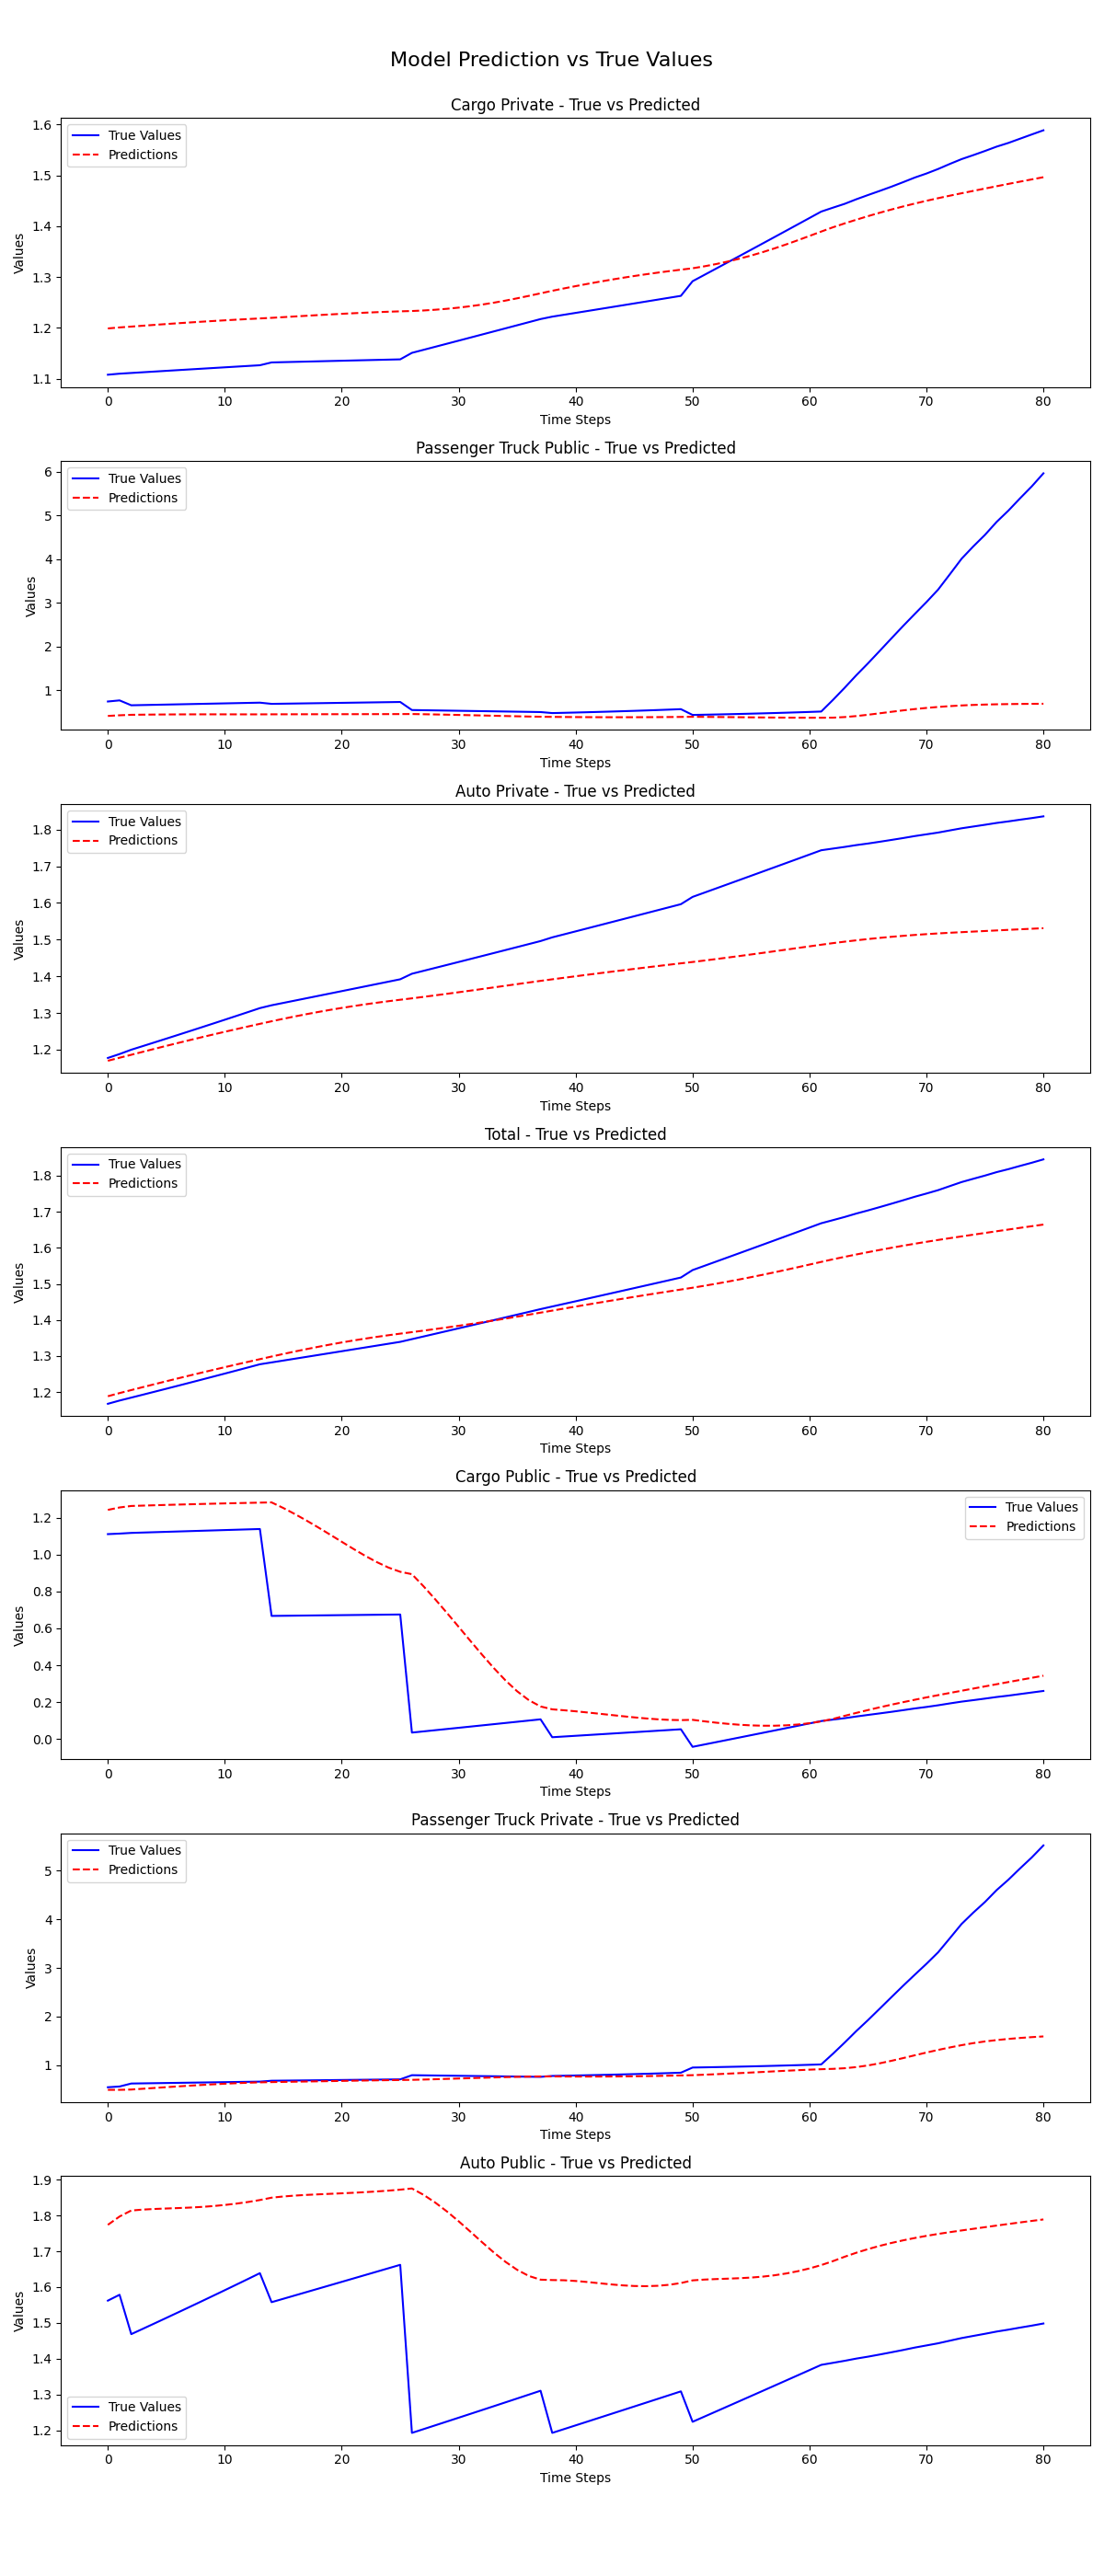 Model Prediction vs True Values
Cargo Private - True vs Predicted
True Values
Predictions
Values
1.6
1.5
1.4
1.3
1.2
1.1
0 10 20 30 40 50 60 70 80
Time Steps
Passenger Truck Public - True vs Predicted
True Values
Predictions
Values
6
5
4
3
2
1
0 10 20 30 40 50 60 70 80
Time Steps
Auto Private - True vs Predicted
True Values
Predictions
Values
1.8
1.7
1.6
1.5
1.4
1.3
1.2
0 10 20 30 40 50 60 70 80
Time Steps
Total - True vs Predicted
True Values
Predictions
Values
1.8
1.7
1.6
1.5
1.4
1.3
1.2
0 10 20 30 40 50 60 70 80
Time Steps
Cargo Public - True vs Predicted
True Values
Predictions
Values
1.2
1.0
0.8
0.6
0.4
0.2
0.0
0 10 20 30 40 50 60 70 80
Time Steps
Passenger Truck Private - True vs Predicted
True Values
Predictions
Values
5
4
3
2
1
0 10 20 30 40 50 60 70 80
Time Steps
Auto Public - True vs Predicted
Values
1.9
1.8
1.7
1.6
1.5
1.4
1.3
1.2
True Values
Predictions
0 10 20 30 40 50 60 70 80
Time Steps